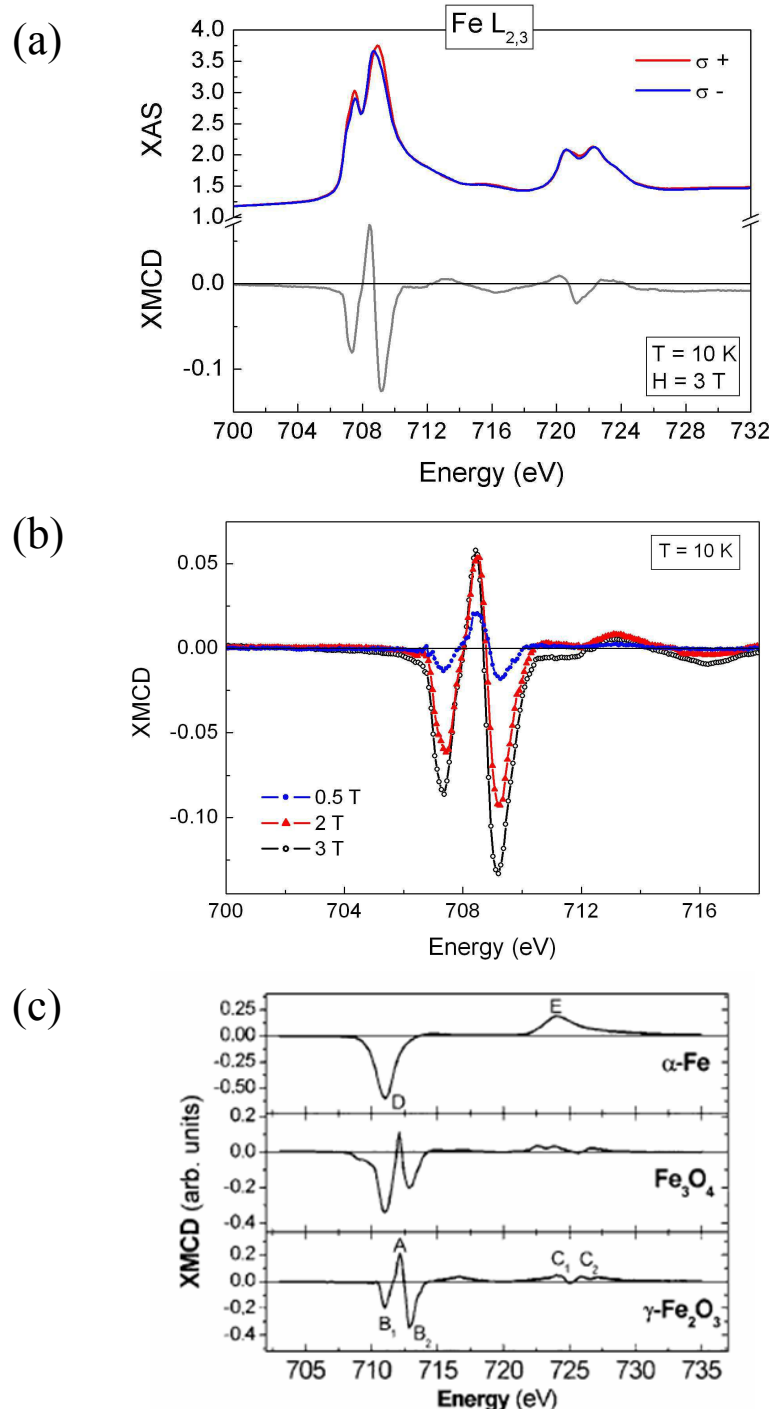 (a)
Fe L2,3
σ +
σ -
XAS
4.0
3.5
3.0
2.5
2.0
1.5
1.0
XMCD
0.0
-0.1
T = 10 K
H = 3 T
700 704 708 712 716 720 724 728 732
Energy (eV)
(b)
T = 10 K
XMCD
0.05
0.00
-0.05
-0.10
0.5 T
2 T
3 T
700 704 708 712 716
Energy (eV)
(c)
XMCD (arb. units)
0.25
0.00
-0.25
-0.50
E
D
α-Fe
0.2
0.0
-0.2
-0.4
Fe3O4
0.2
0.0
-0.2
-0.4
A
B1
B2
C1
C2
γ-Fe2O3
705 710 715 720 725 730 735
Energy (eV)